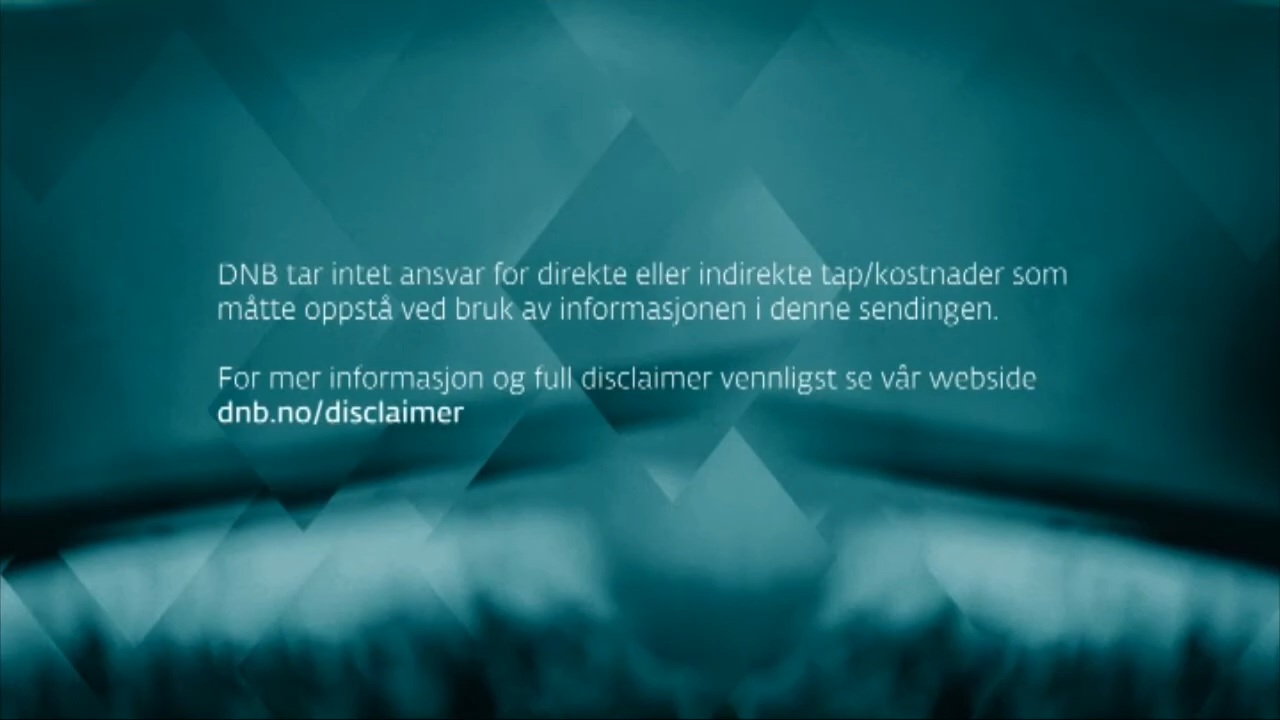 DNB tar intet ansvar for direkte eller indirekte tap/kostnader som
måtte oppstå ved bruk av informasjonen i denne sendingen.
For mer informasjon og full disclaimer vennligst se vår webside
dnb.no/disclaimer